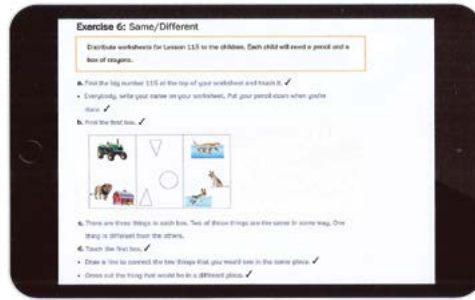 Exercise 6: Same/Different
Distribute worksheets for Lesson 115 to the children. Each child will need a pencil and a
box of crayons.
a. Find the big number 115 at the top of your worksheet and touch it. ✓
• Everybody, write your name on your worksheet. Put your pencil down when you're
done. ✓
b. Find the first box. ✓
c. There are three things in each box. Two of those things are the same in some way. One
thing is different from the others.
d. Touch the first box. ✓
• Draw a line to connect the two things that you would see in the same place. ✓
• Cross out the thing that would be in a different place. ✓